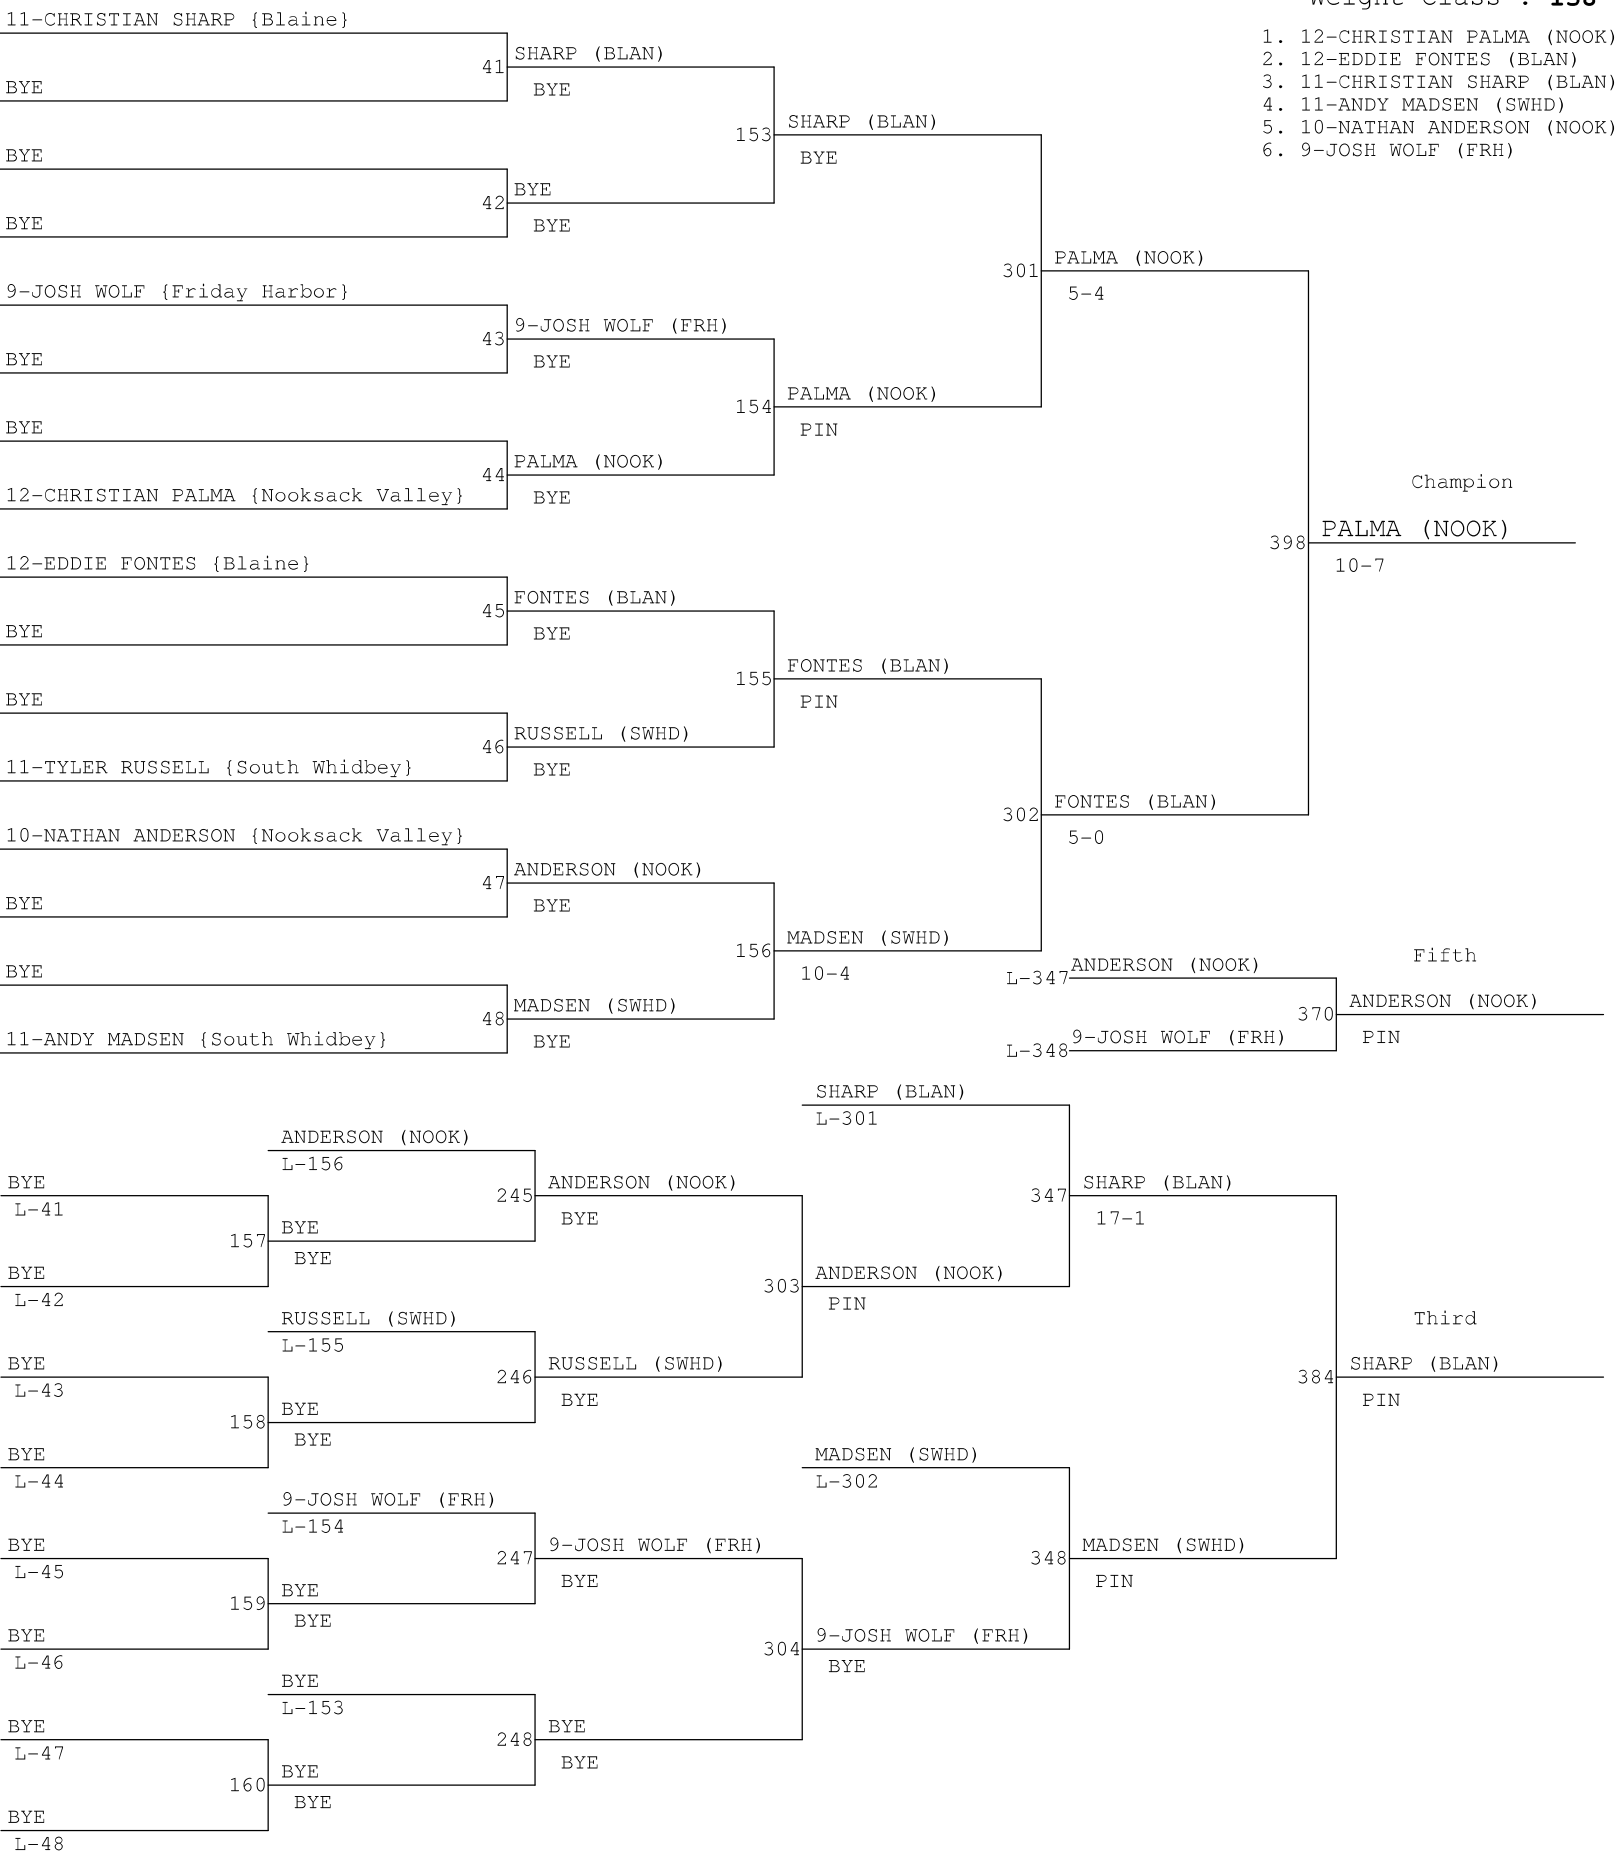 11-CHRISTIAN SHARP {Blaine}
BYE
BYE
BYE
9-JOSH WOLF {Friday Harbor}
BYE
BYE
12-CHRISTIAN PALMA {Nooksack Valley}
12-EDDIE FONTES {Blaine}
BYE
BYE
11-TYLER RUSSELL {South Whidbey}
10-NATHAN ANDERSON {Nooksack Valley}
BYE
BYE
11-ANDY MADSEN {South Whidbey}
41 SHARP (BLAN)
BYE
42 BYE
BYE
43 9-JOSH WOLF (FRH)
BYE
44 PALMA (NOOK)
BYE
45 FONTES (BLAN)
BYE
46 RUSSELL (SWHD)
BYE
47 ANDERSON (NOOK)
BYE
48 MADSEN (SWHD)
BYE
153 SHARP (BLAN)
BYE
154 PALMA (NOOK)
PIN
155 FONTES (BLAN)
PIN
156 MADSEN (SWHD)
10-4
301 PALMA (NOOK)
5-4
302 FONTES (BLAN)
5-0
Weight Class : 130
1. 12-CHRISTIAN PALMA (NOOK)
2. 12-EDDIE FONTES (BLAN)
3. 11-CHRISTIAN SHARP (BLAN)
4. 11-ANDY MADSEN (SWHD)
5. 10-NATHAN ANDERSON (NOOK)
6. 9-JOSH WOLF (FRH)
Champion
398 PALMA (NOOK)
10-7
Fifth
L-347 ANDERSON (NOOK)
L-348 9-JOSH WOLF (FRH)
370 ANDERSON (NOOK)
PIN
BYE
L-41
BYE
L-42
BYE
L-43
BYE
L-44
BYE
L-45
BYE
L-46
BYE
L-47
BYE
L-48
ANDERSON (NOOK)
L-156
157 BYE
BYE
RUSSELL (SWHD)
L-155
158 BYE
BYE
9-JOSH WOLF (FRH)
L-154
159 BYE
BYE
BYE
L-153
160 BYE
BYE
245 ANDERSON (NOOK)
BYE
246 RUSSELL (SWHD)
BYE
247 9-JOSH WOLF (FRH)
BYE
248 BYE
BYE
SHARP (BLAN)
L-301
303 ANDERSON (NOOK)
PIN
MADSEN (SWHD)
L-302
304 9-JOSH WOLF (FRH)
BYE
347 SHARP (BLAN)
17-1
348 MADSEN (SWHD)
PIN
Third
384 SHARP (BLAN)
PIN